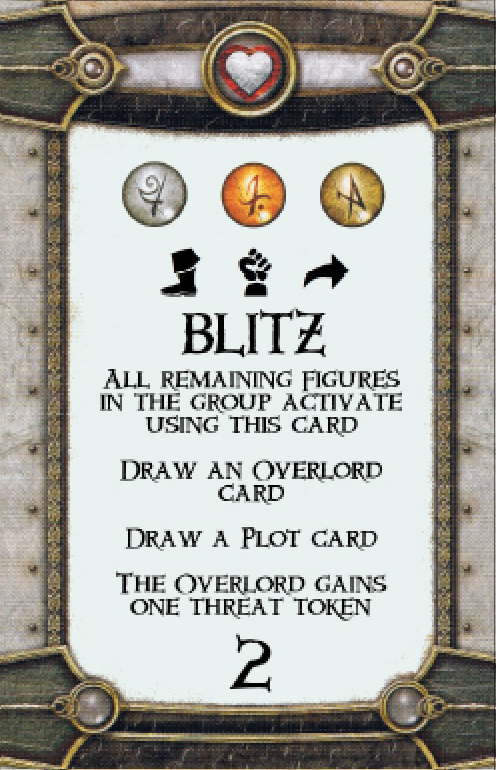 BLITZ
ALL REMAINING FIGURES
IN THE GROUP ACTIVATE
USING THIS CARD
DRAW AN OVERLORD
CARD
DRAW A PLOT CARD
THE OVERLORD GAINS
ONE THREAT TOKEN
2